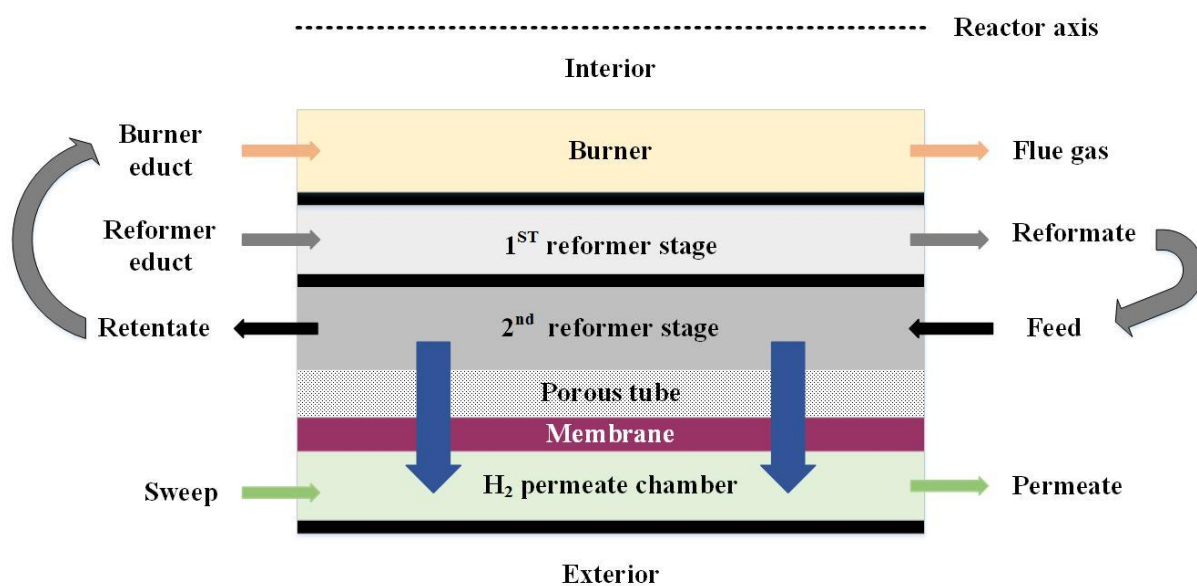 Reactor axis
Interior
Burner
educt
Burner
Flue gas
Reformer
educt
1ST reformer stage
Reformate
Retentate
2nd reformer stage
Feed
Porous tube
Membrane
Sweep
H₂ permeate chamber
Permeate
Exterior